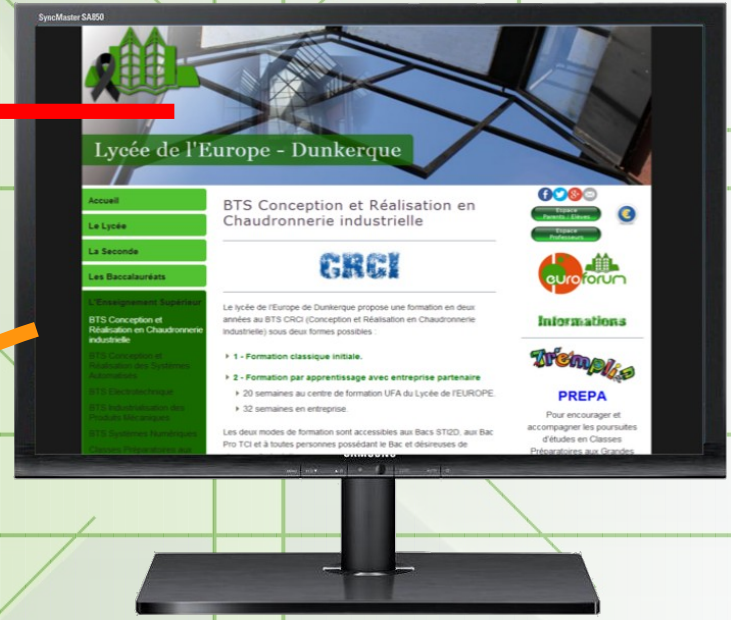 SyncMaster SA850
Lycée de l'Europe - Dunkerque
Accueil
Le Lycée
La Seconde
Les Baccalauréats
L'Enseignement Supérieur
BTS Conception et
Réalisation en Chaudronnerie
industrielle
BTS Conception et
Réalisation des Systèmes
Automatisés
BTS Electrotechnique
BTS Industrialisation des
Produits Mécaniques
BTS Systèmes Numériques
Classes Préparatoires aux
BTS Conception et Réalisation en
Chaudronnerie industrielle
CRCI
Le lycée de l'Europe de Dunkerque propose une formation en deux
années au BTS CRCI (Conception et Réalisation en Chaudronnerie
Industrielle) sous deux formes possibles :
1 - Formation classique initiale.
2 - Formation par apprentissage avec entreprise partenaire
20 semaines au centre de formation UFA du Lycée de l'EUROPE.
32 semaines en entreprise.
Les deux modes de formation sont accessibles aux Bacs STI2D, aux Bac
Pro TCI et à toutes personnes possédant le Bac et désireuses de
Espace
Parents / Elèves
Espace
Professeurs
euroforum
Informations
Tremplin
PREPA
Pour encourager et
accompagner les poursuites
d'études en Classes
Préparatoires aux Grandes
SAMSUNG